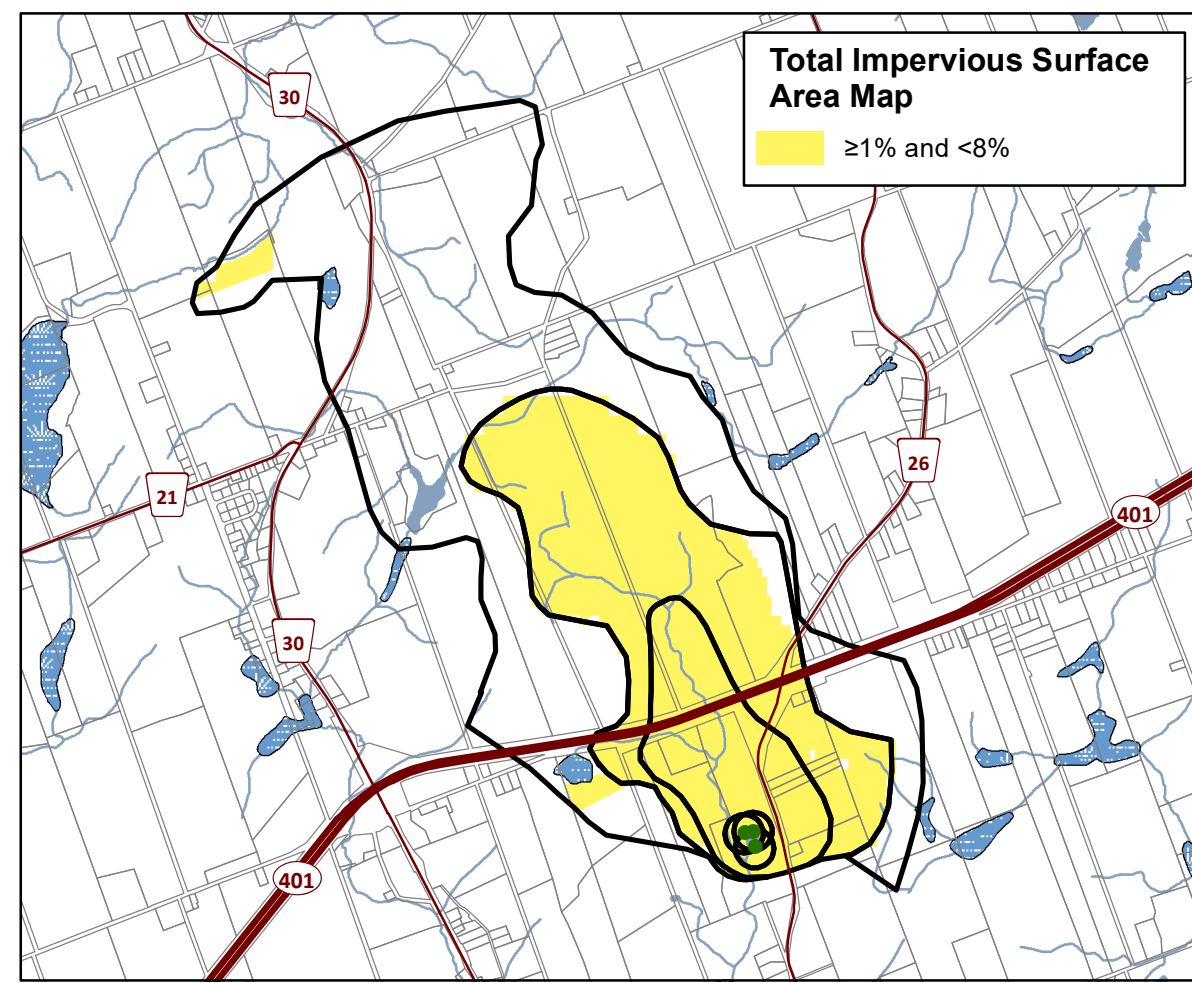 Total Impervious Surface
Area Map
≥1% and <8%
30
26
21
401
30
401